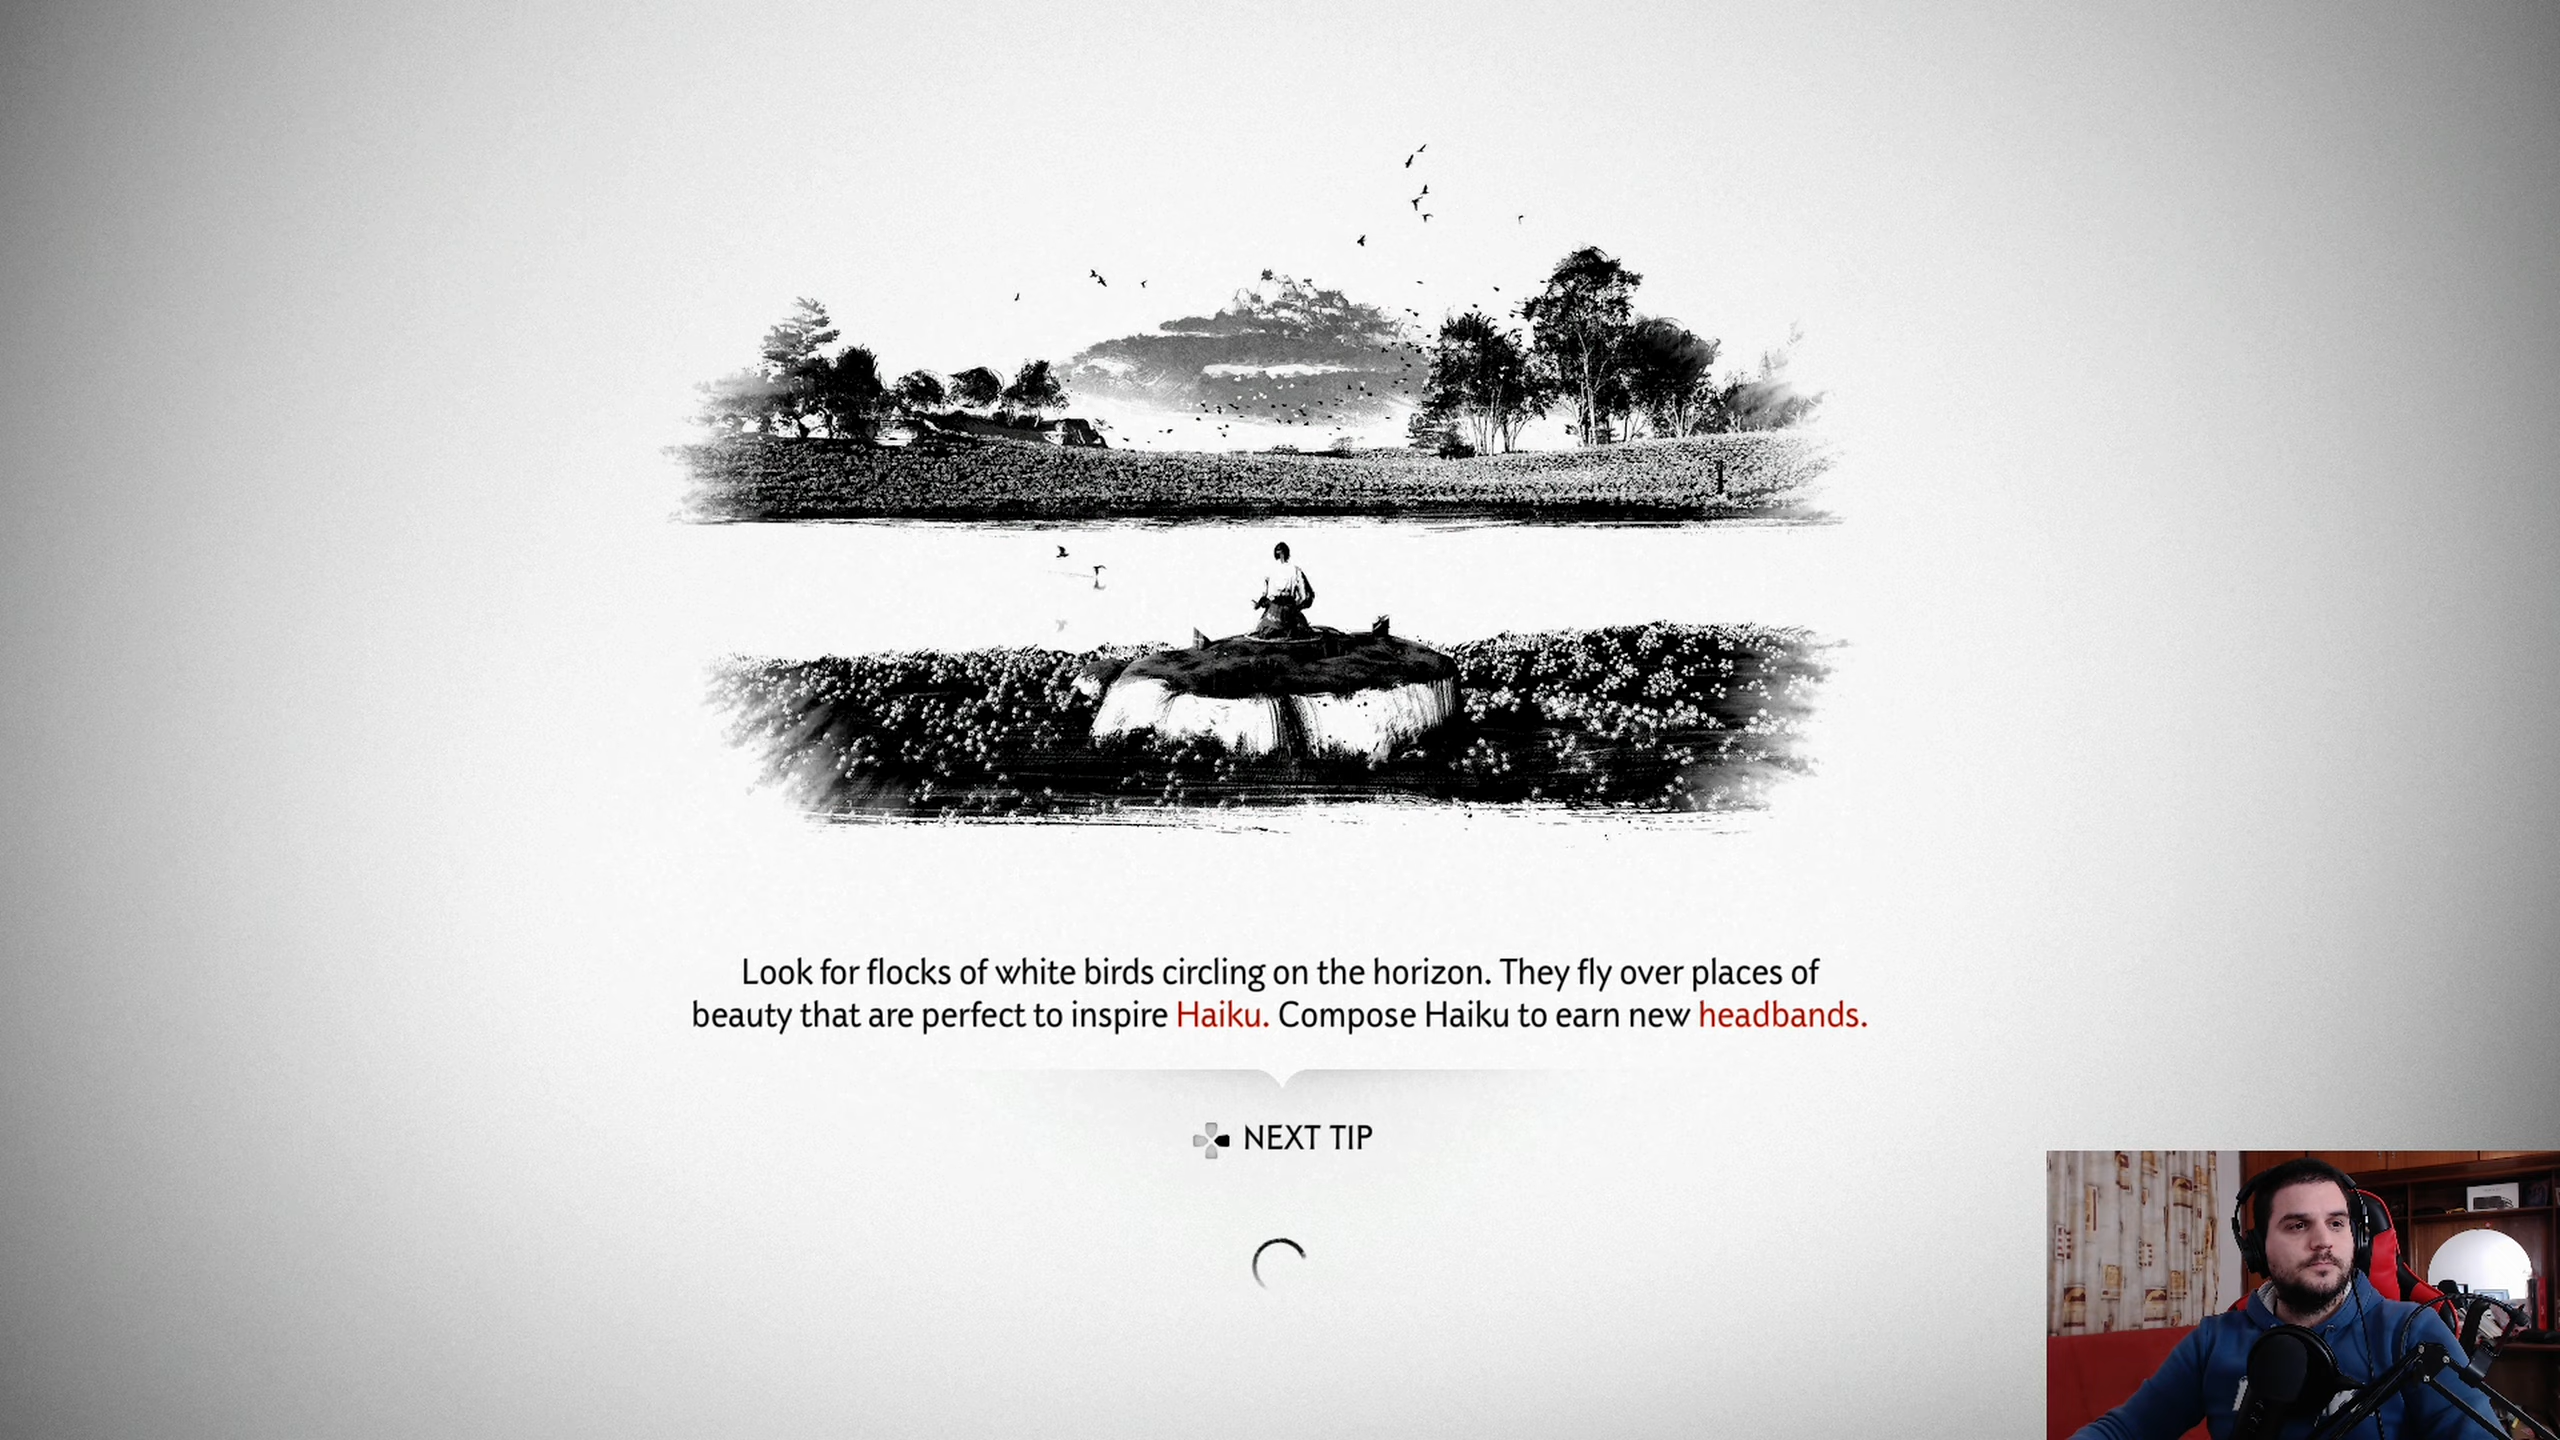 Look for flocks of white birds circling on the horizon. They fly over places of
beauty that are perfect to inspire Haiku. Compose Haiku to earn new headbands.
NEXT TIP